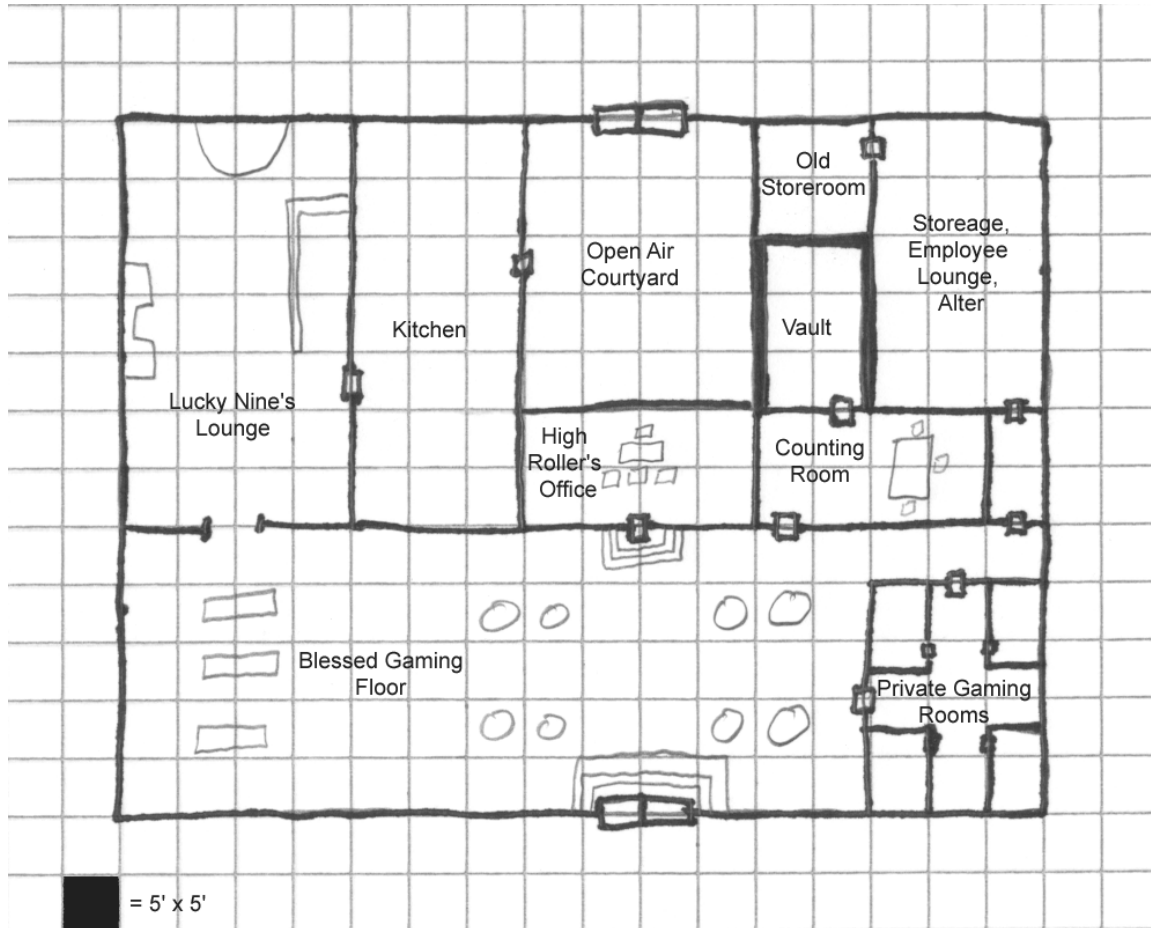 Old
Storeroom
Storeage,
Employee
Lounge,
Alter
Open Air
Courtyard
Kitchen
Vault
Lucky Nine's
Lounge
High
Roller's
Office
Counting
Room
Blessed Gaming
Floor
Private Gaming
Rooms
= 5' x 5'